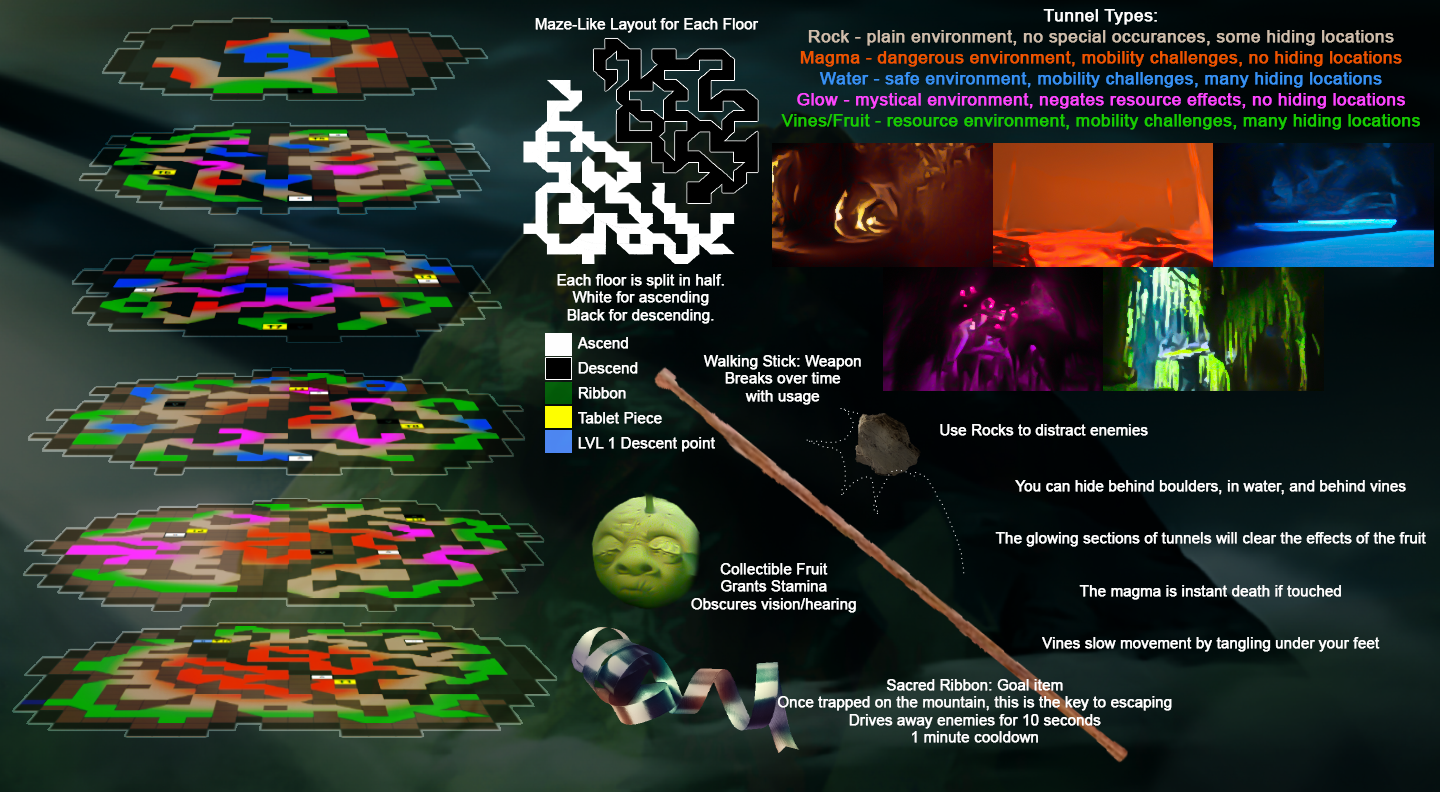 Maze-Like Layout for Each Floor
Each floor is split in half.
White for ascending
Black for descending.
Ascend
Descend
Ribbon
Tablet Piece
LVL 1 Descent point
Tunnel Types:
Rock - plain environment, no special occurances, some hiding locations
Magma - dangerous environment, mobility challenges, no hiding locations
Water - safe environment, mobility challenges, many hiding locations
Glow - mystical environment, negates resource effects, no hiding locations
Vines/Fruit - resource environment, mobility challenges, many hiding locations
Walking Stick: Weapon
Breaks over time
with usage
Use Rocks to distract enemies
You can hide behind boulders, in water, and behind vines
The glowing sections of tunnels will clear the effects of the fruit
The magma is instant death if touched
Vines slow movement by tangling under your feet
Collectible Fruit
Grants Stamina
Obscures vision/hearing
Sacred Ribbon: Goal item
Once trapped on the mountain, this is the key to escaping
Drives away enemies for 10 seconds
1 minute cooldown